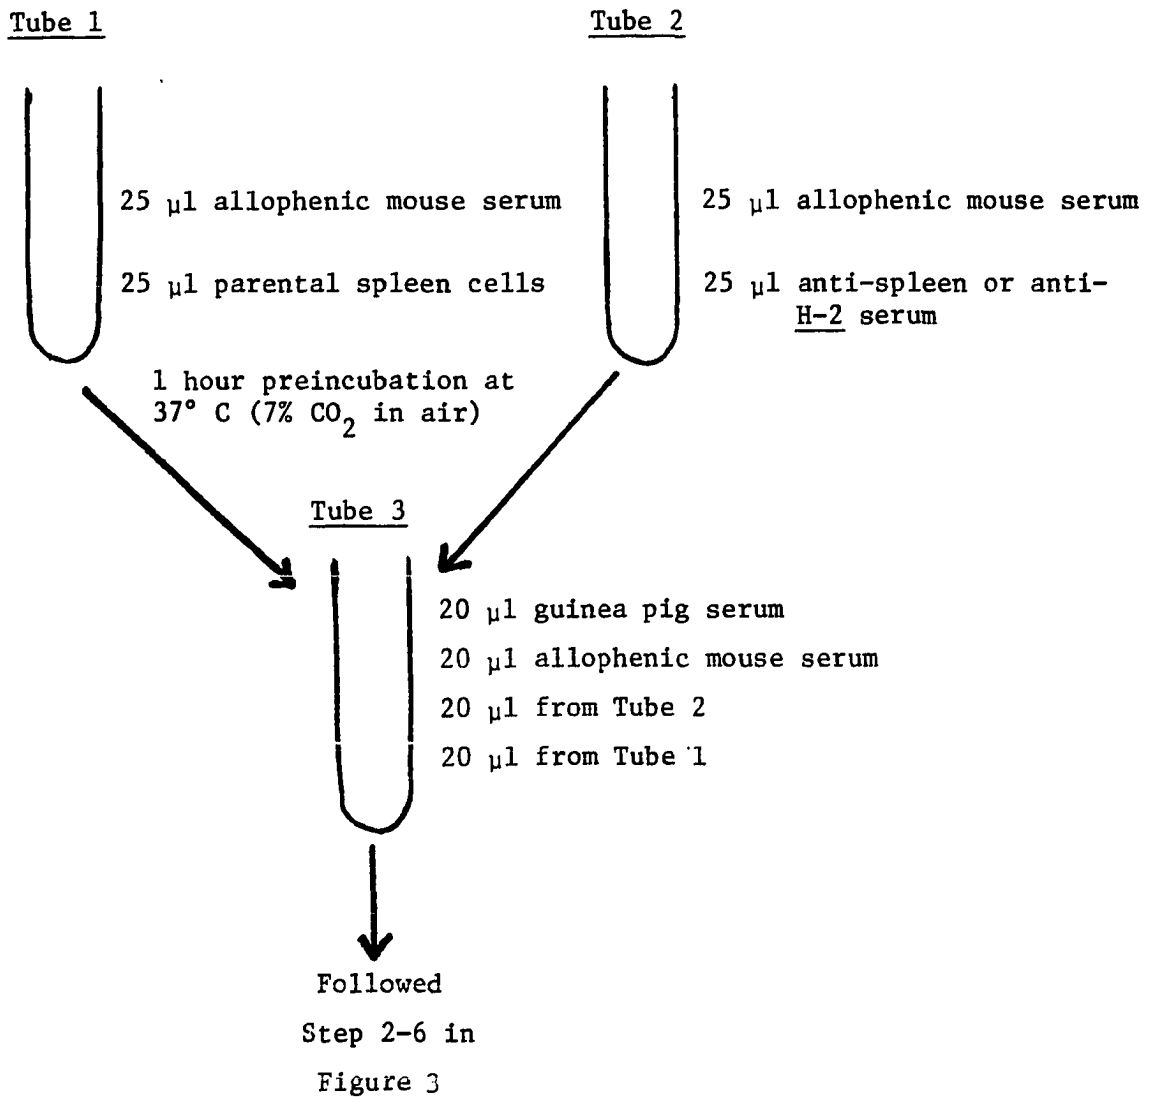 Tube 1
Tube 2
25 µl allophenic mouse serum
25 µl parental spleen cells
25 µl allophenic mouse serum
25 µl anti-spleen or anti-
H-2 serum
1 hour preincubation at
37° C (7% CO2 in air)
Tube 3
20 µl guinea pig serum
20 µl allophenic mouse serum
20 µl from Tube 2
20 µl from Tube 1
Followed
Step 2-6 in
Figure 3